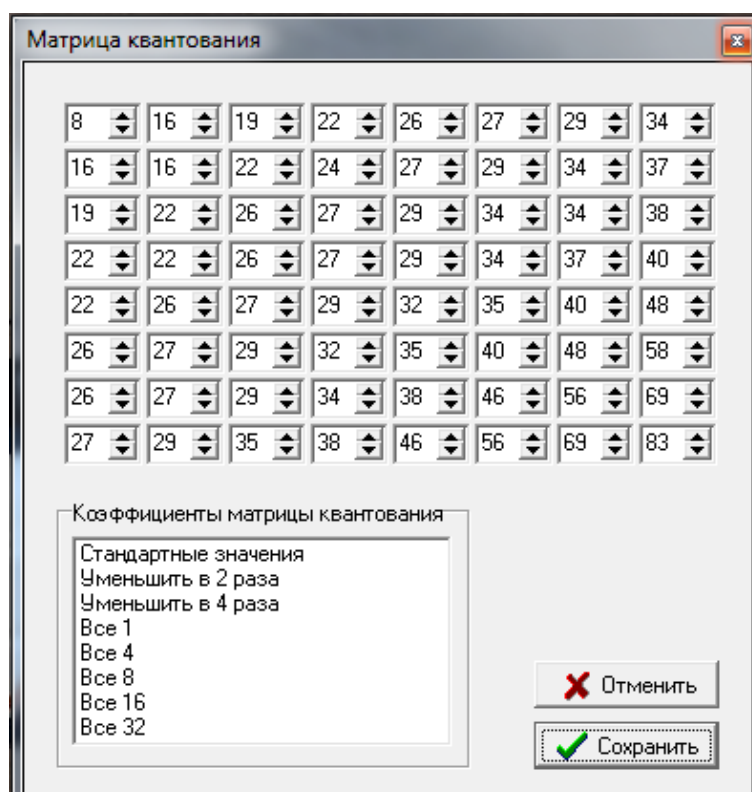 Матрица квантования
8 16 19 22 26 27 29 34
16 16 22 24 27 29 34 37
19 22 26 27 29 34 34 38
22 22 26 27 29 34 37 40
22 26 27 29 32 35 40 48
26 27 29 32 35 40 48 58
26 27 29 34 38 46 56 69
27 29 35 38 46 56 69 83
Коэффициенты матрицы квантования
Стандартные значения
Уменьшить в 2 раза
Уменьшить в 4 раза
Все 1
Все 4
Все 8
Все 16
Все 32
Отменить
Сохранить